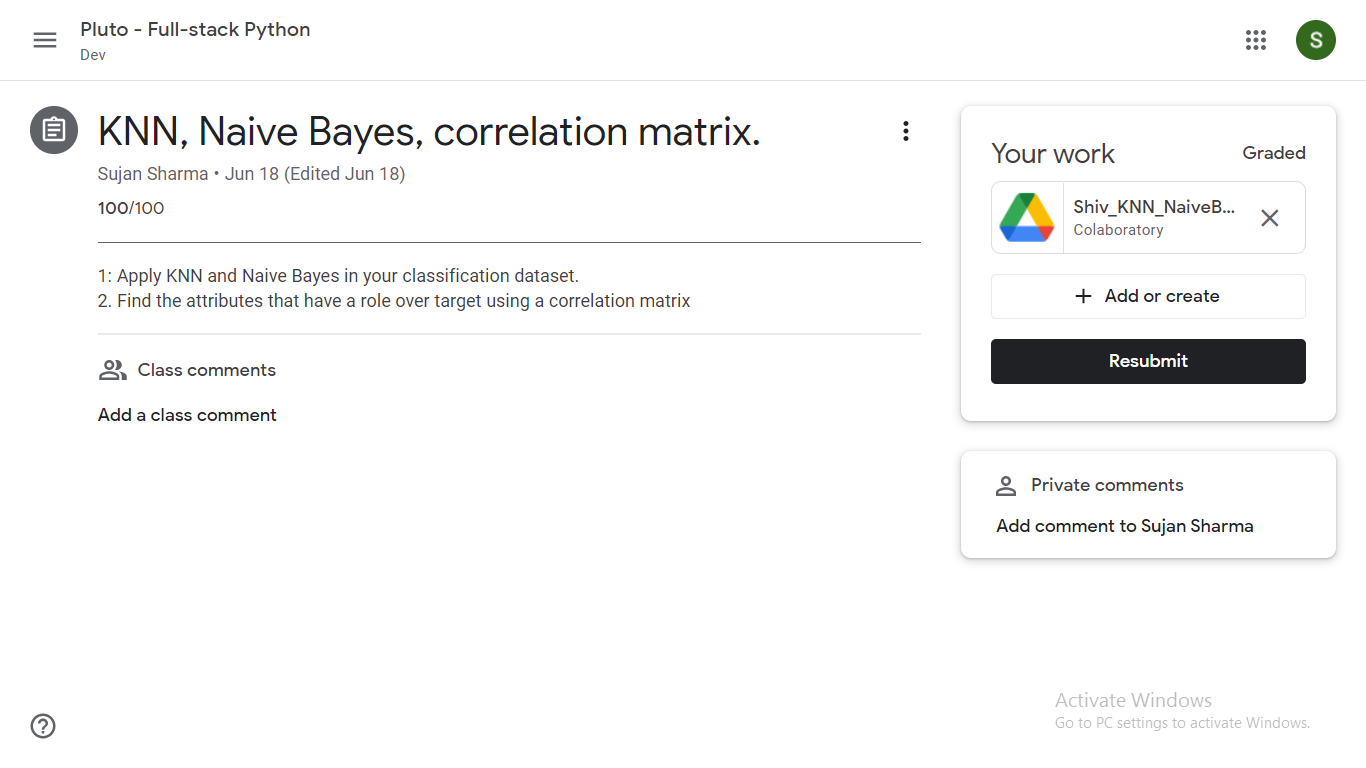 Pluto - Full-stack Python
Dev
S
KNN, Naive Bayes, correlation matrix.
Sujan Sharma • Jun 18 (Edited Jun 18)
100/100
1: Apply KNN and Naive Bayes in your classification dataset.
2. Find the attributes that have a role over target using a correlation matrix
Class comments
Add a class comment
Your work
Graded
Shiv_KNN_NaiveB...
Colaboratory
+ Add or create
Resubmit
Private comments
Add comment to Sujan Sharma
Activate Windows
Go to PC settings to activate Windows.